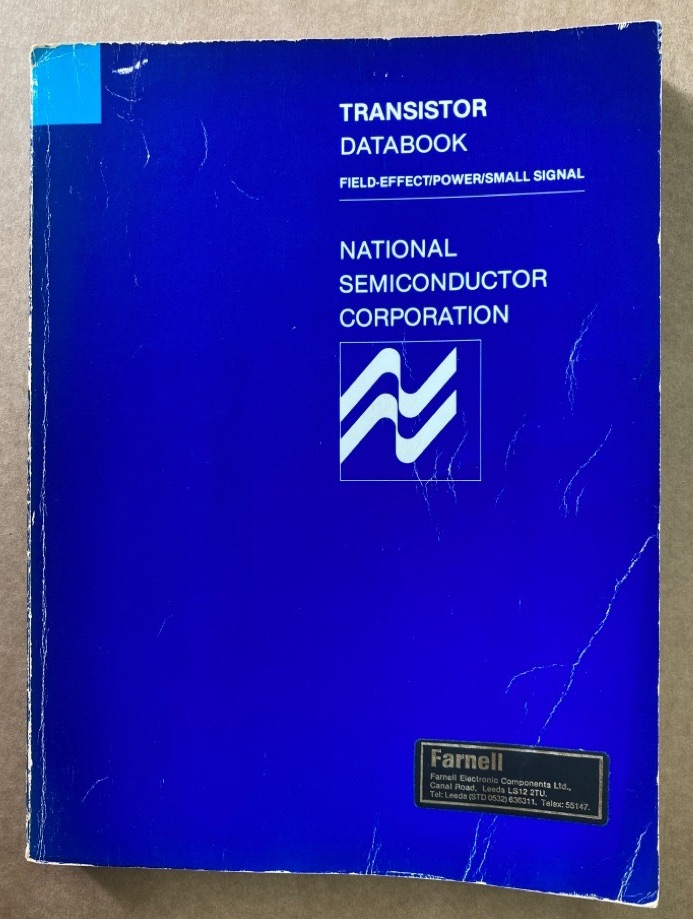 TRANSISTOR
DATABOOK
FIELD-EFFECT/POWER/SMALL SIGNAL
NATIONAL
SEMICONDUCTOR
CORPORATION
Farnell
Farnell Electronic Components Ltd.,
Canal Road, Leeds LS12 2TU.
Tel: Leeds (STD 0532) 636311. Telex: 55147.